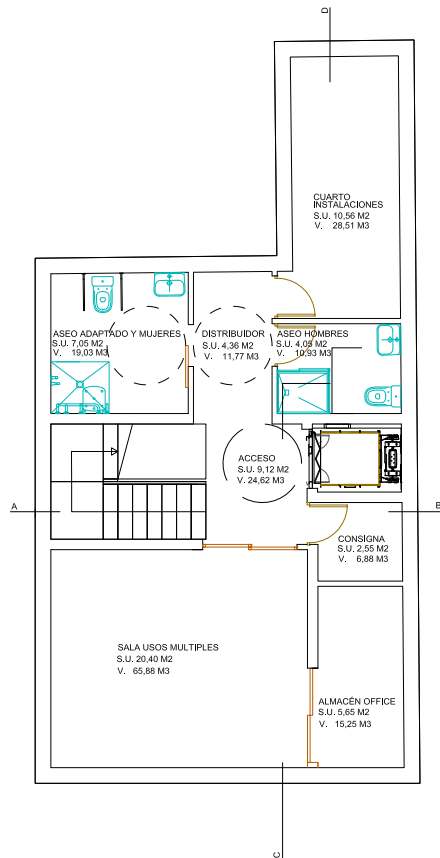 D
CUARTO
INSTALACIONES
S.U. 10,56 M2
V. 28,51 M3
ASEO ADAPTADO Y MUJERES
S.U. 7,05 M2
V. 19,03 M3
DISTRIBUIDOR
S.U. 4,36 M2
V. 11,77 M3
ASEO HOMBRES
S.U. 4,05 M2
V. 10,93 M3
ACCESO
S.U. 9,12 M2
V. 24,62 M3
A
B
CONSIGNA
S.U. 2,55 M2
V. 6,88 M3
SALA USOS MULTIPLES
S.U. 20,40 M2
V. 65,88 M3
ALMACÉN OFFICE
S.U. 5,65 M2
V. 15,25 M3
C